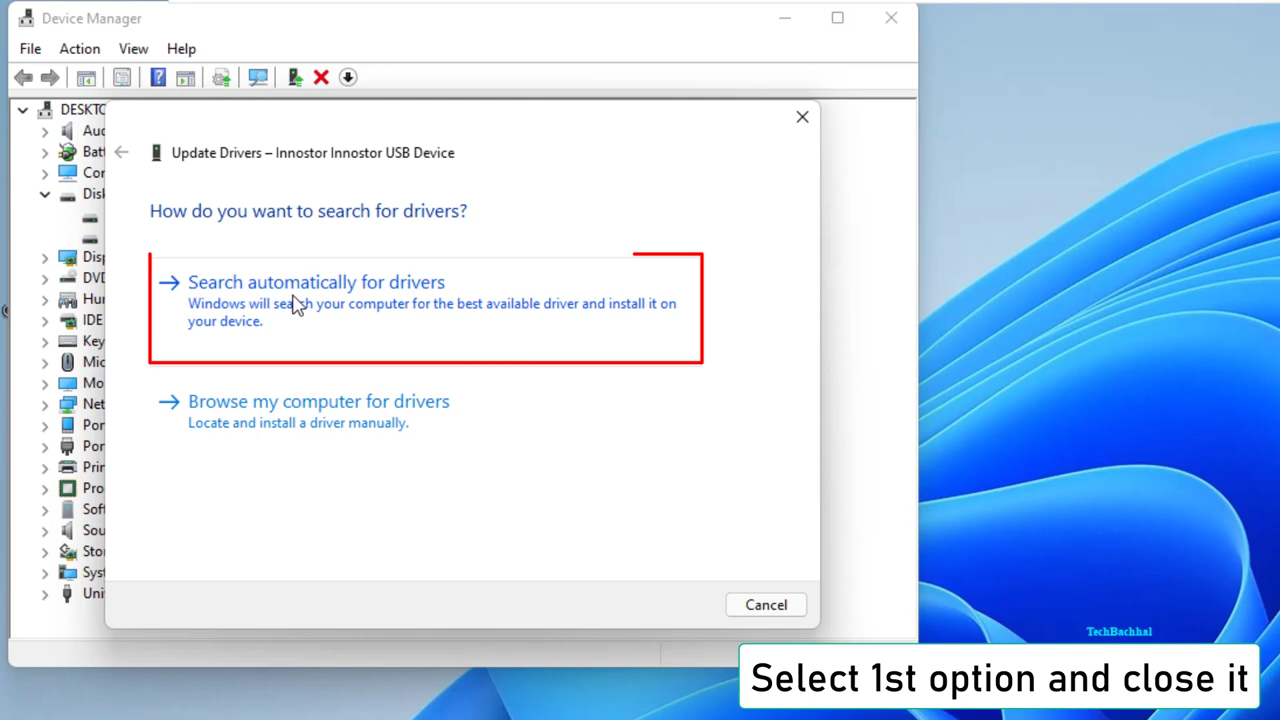 Device Manager
File Action View Help
DESKTO
Aud
Batt
Con
Disk
Disp
DVD
Hun
IDE
Key
Mic
Mo
Net
Por
Por
Prin
Pro
Soft
Sou
Stor
Syst
Uni
Update Drivers – Innostor Innostor USB Device
How do you want to search for drivers?
Search automatically for drivers
Windows will search your computer for the best available driver and install it on
your device.
Browse my computer for drivers
Locate and install a driver manually.
Cancel
TechBachhal
Select 1st option and close it